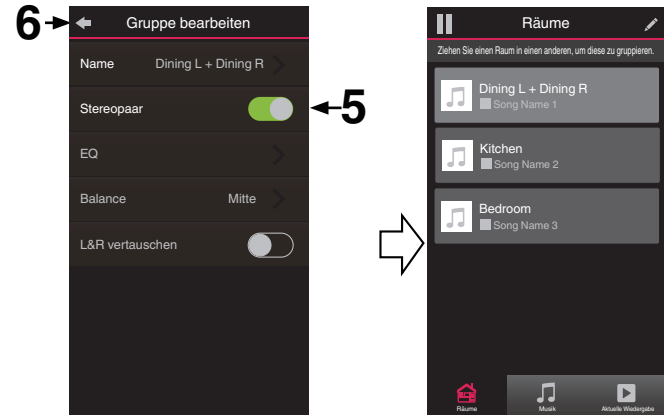 6
Gruppe bearbeiten
Name Dining L + Dining R
Stereopaar
5
EQ
Balance Mitte
L&R vertauschen
Räume
Ziehen Sie einen Raum in einen anderen, um diese zu gruppieren.
Dining L + Dining R
Song Name 1
Kitchen
Song Name 2
Bedroom
Song Name 3
Räume Musik Aktuelle Wiedergabe